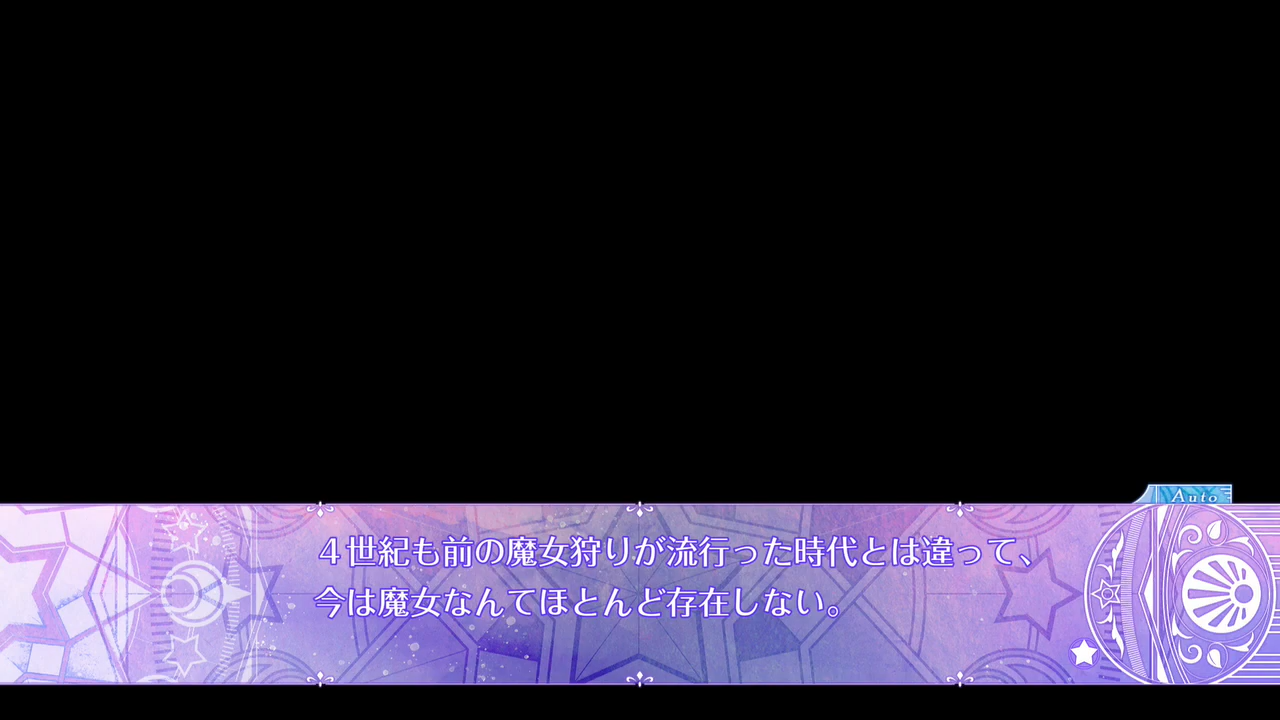 Auto
４世紀も前の魔女狩りが流行った時代とは違って、
今は魔女なんてほとんど存在しない。